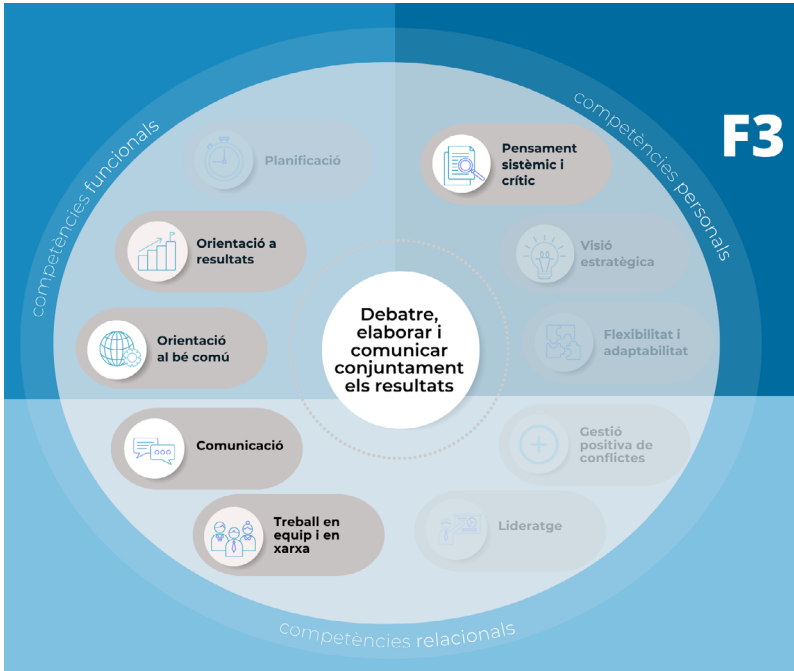 competències funcionals
competències personals
F3
Planificació
Pensament
sistèmic i
crític
Orientació a
resultats
Visió
estratègica
Orientació
al bé comú
Debatre,
elaborar i
comunicar
conjuntament
els resultats
Flexibilitat i
adaptabilitat
Comunicació
Gestió
positiva de
conflictes
Treball en
equip i en
xarxa
Lideratge
competències relacionals